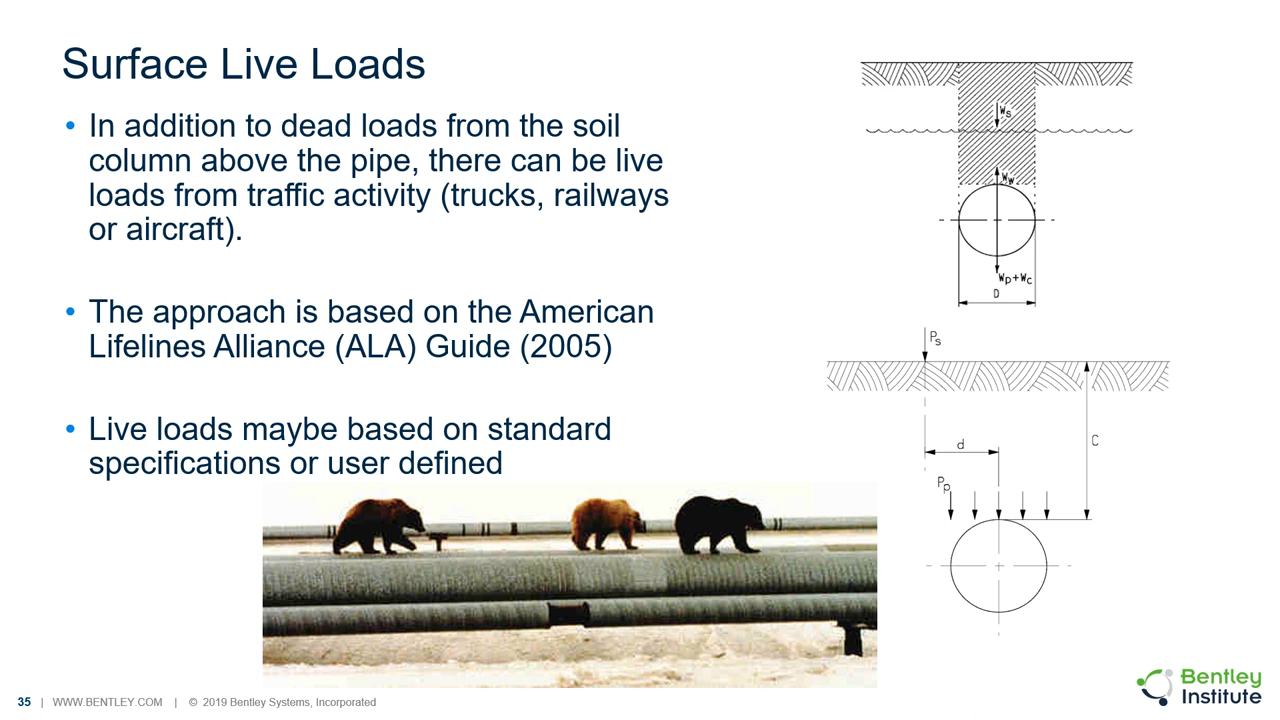 Surface Live Loads
• In addition to dead loads from the soil
column above the pipe, there can be live
loads from traffic activity (trucks, railways
or aircraft).
• The approach is based on the American
Lifelines Alliance (ALA) Guide (2005)
• Live loads maybe based on standard
specifications or user defined
Ws
Ww
Wp+Wc
D
Ps
d
C
Pp
35 | WWW.BENTLEY.COM | © 2019 Bentley Systems, Incorporated
Bentley
Institute